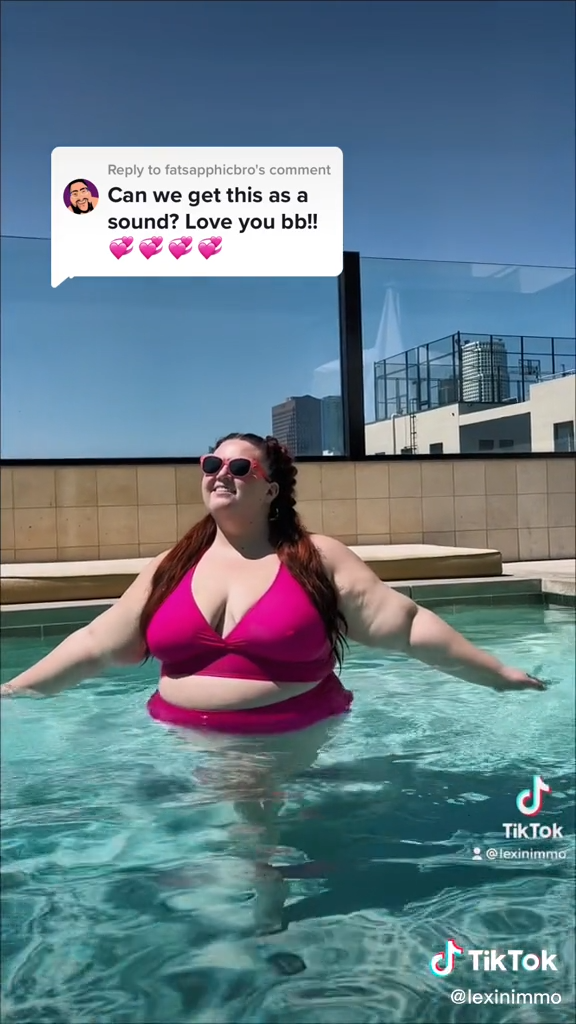 Reply to fatsapphicbro's comment
Can we get this as a
sound? Love you bb!!
💞 💞 💞 💞
TikTok
@lexinimmo
TikTok
@lexinimmo